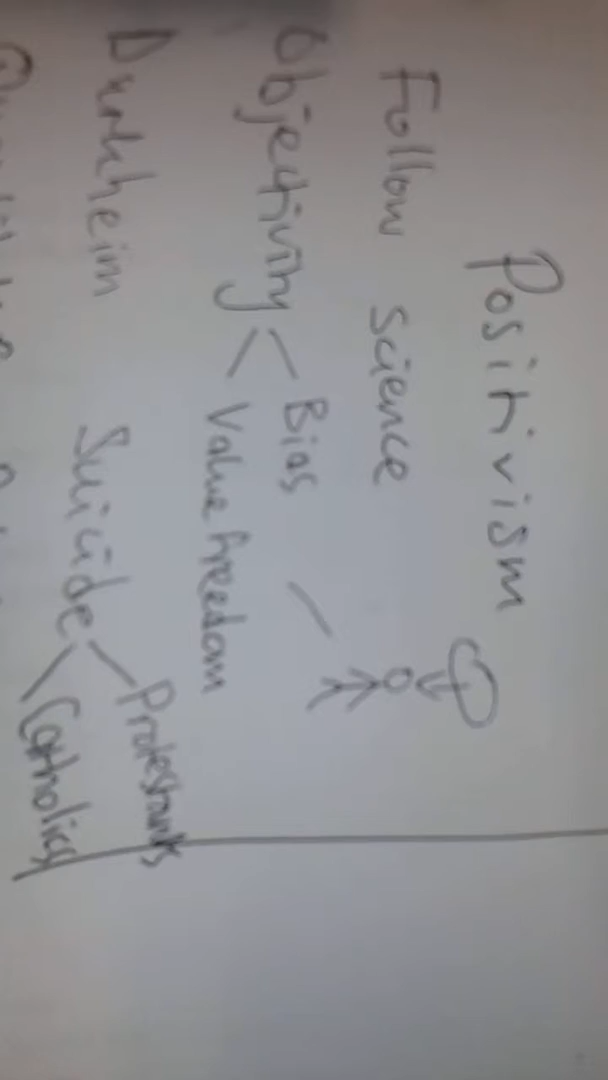 Positivism
Follow Science
Objectivity < Bias
Value freedom
Durkheim Suicide < Protestants
Catholics